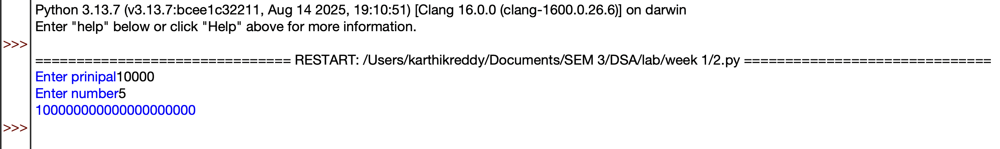 Python 3.13.7 (v3.13.7:bcee1c32211, Aug 14 2025, 19:10:51) [Clang 16.0.0 (clang-1600.0.26.6)] on darwin
Enter "help" below or click "Help" above for more information.
>>>
=============================== RESTART: /Users/karthikreddy/Documents/SEM 3/DSA/lab/week 1/2.py ==============================
Enter prinipal10000
Enter number5
100000000000000000000
>>>